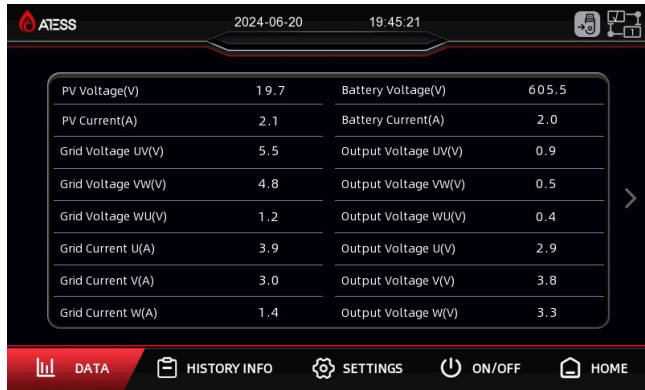 ATESS 2024-06-20 19:45:21
1
PV Voltage(V) 19.7 Battery Voltage(V) 605.5
PV Current(A) 2.1 Battery Current(A) 2.0
Grid Voltage UV(V) 5.5 Output Voltage UV(V) 0.9
Grid Voltage VW(V) 4.8 Output Voltage VW(V) 0.5
Grid Voltage WU(V) 1.2 Output Voltage WU(V) 0.4
Grid Current U(A) 3.9 Output Voltage U(V) 2.9
Grid Current V(A) 3.0 Output Voltage V(V) 3.8
Grid Current W(A) 1.4 Output Voltage W(V) 3.3
DATA HISTORY INFO SETTINGS ON/OFF HOME